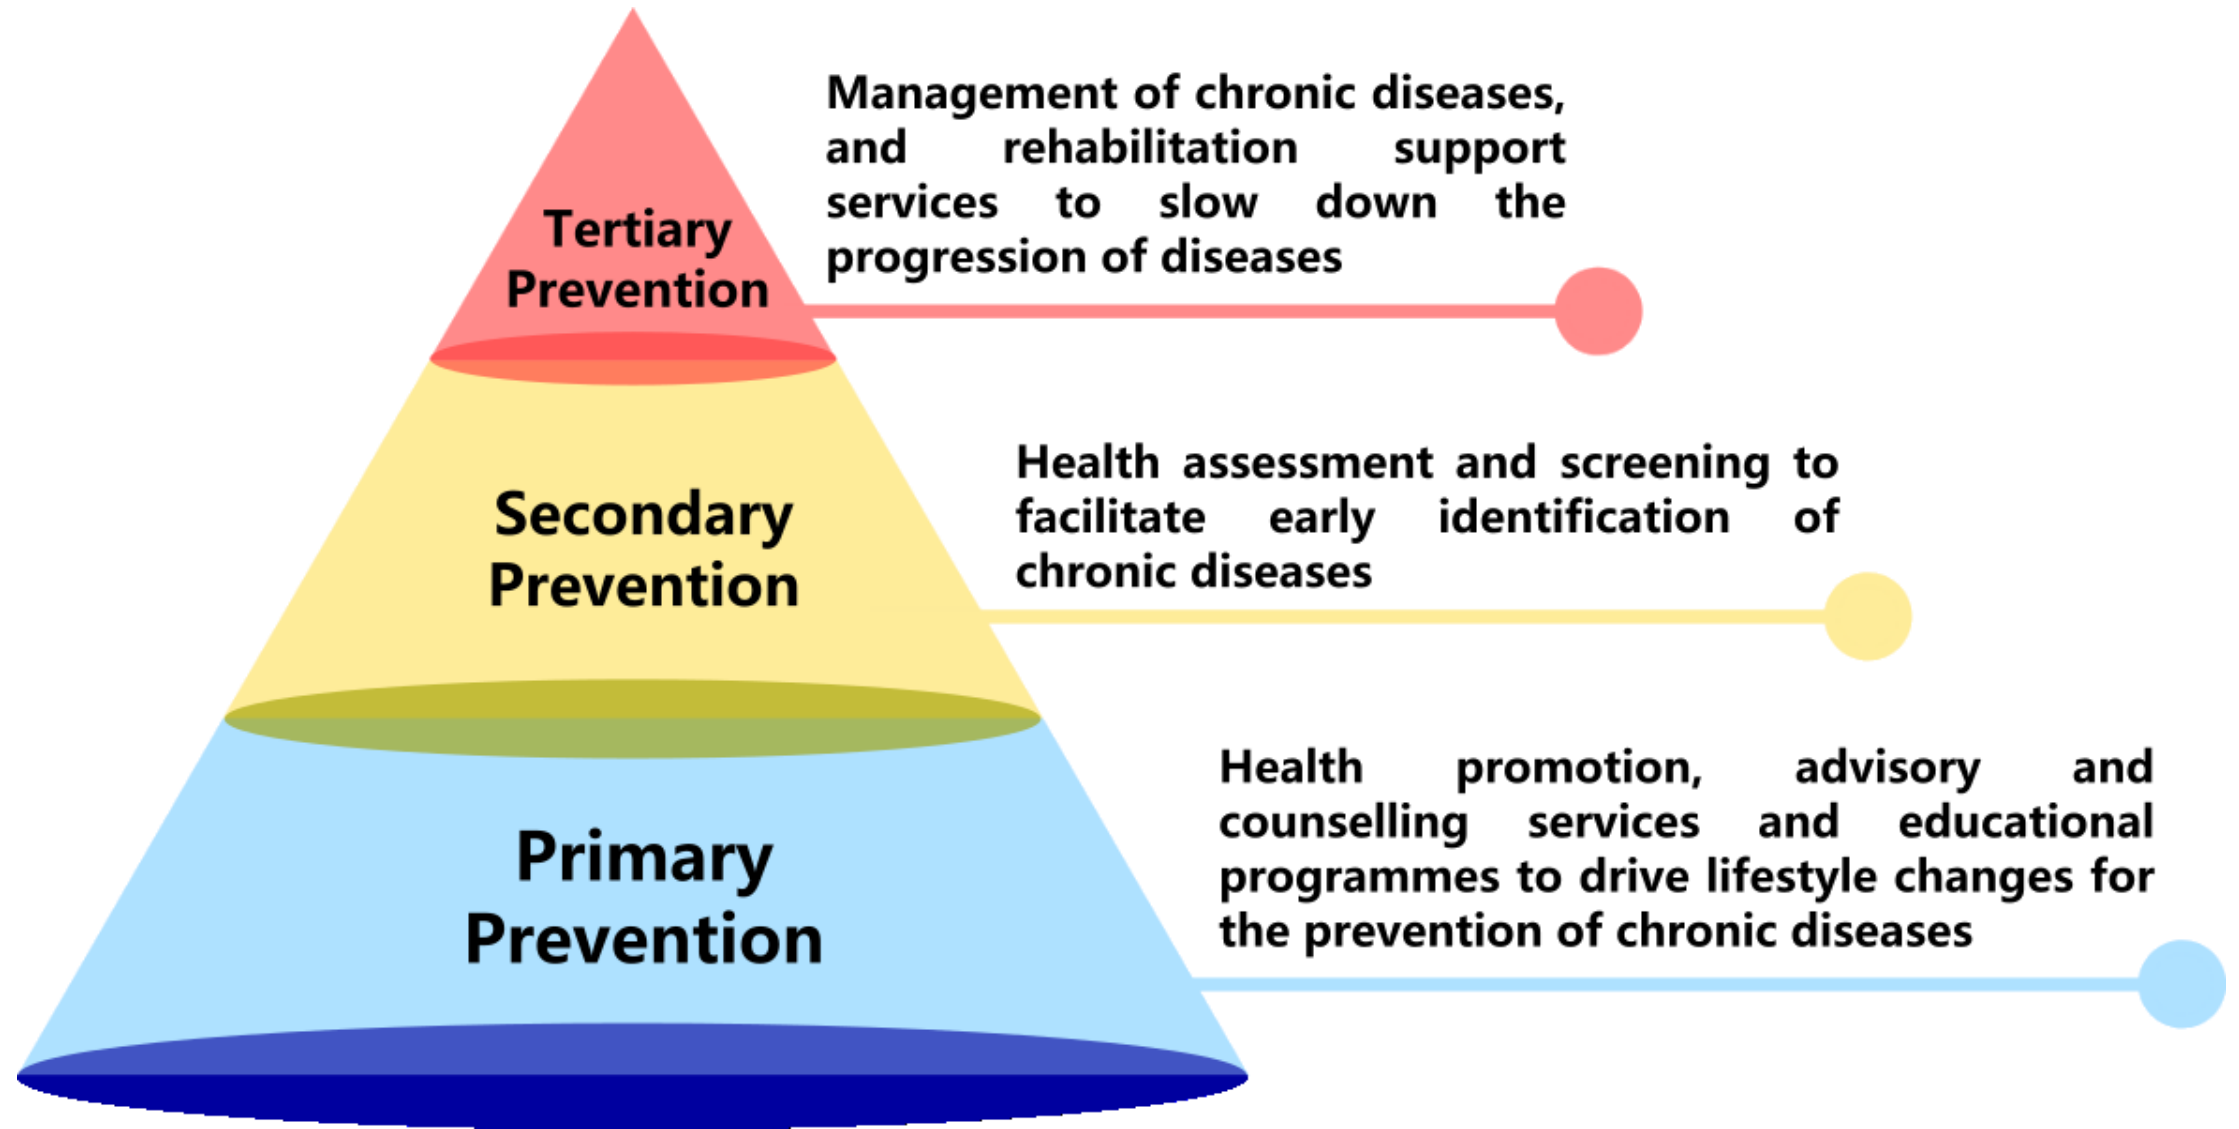 Tertiary
Prevention
Management of chronic diseases,
and rehabilitation support
services to slow down the
progression of diseases
Secondary
Prevention
Health assessment and screening to
facilitate early identification of
chronic diseases
Primary
Prevention
Health promotion, advisory and
counselling services and educational
programmes to drive lifestyle changes for
the prevention of chronic diseases